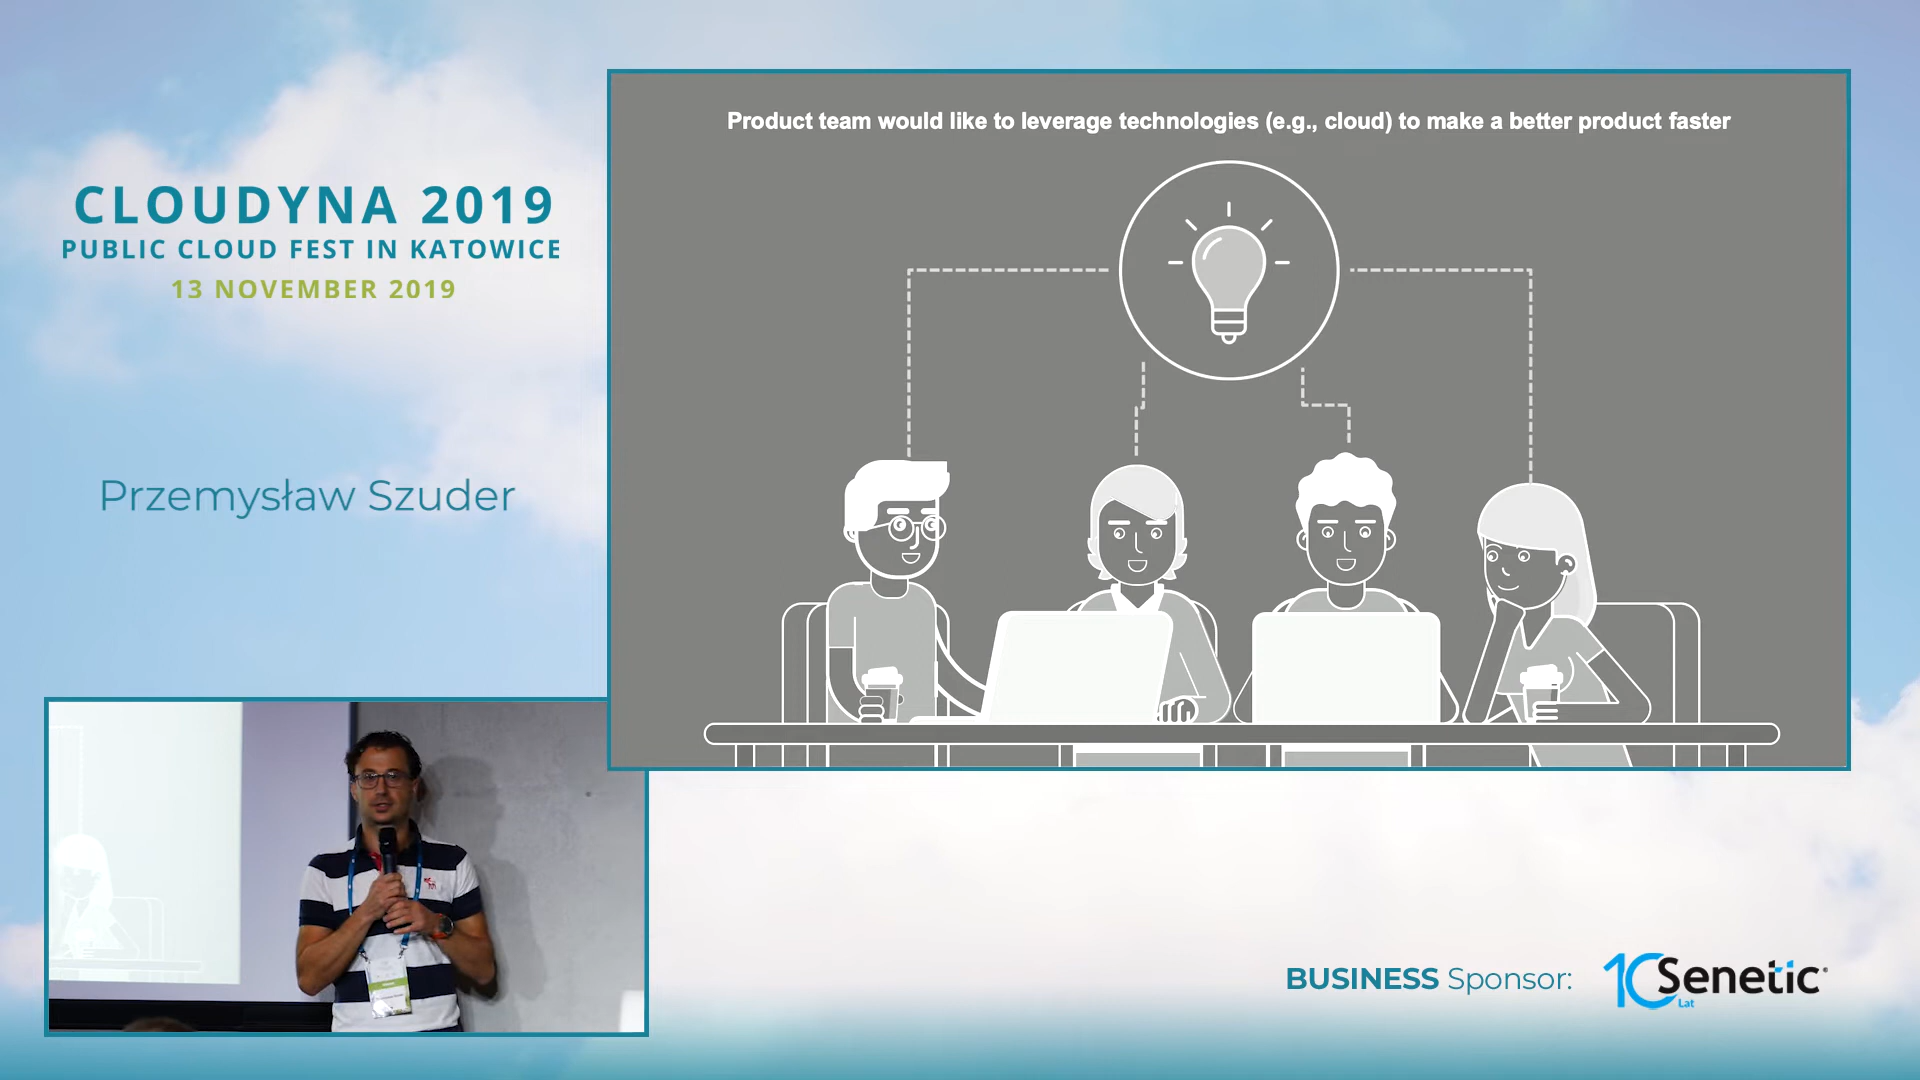 CLOUDYNA 2019
PUBLIC CLOUD FEST IN KATOWICE
13 NOVEMBER 2019
Przemysław Szuder
Product team would like to leverage technologies (e.g., cloud) to make a better product faster
BUSINESS Sponsor:
10 Lat Senetic